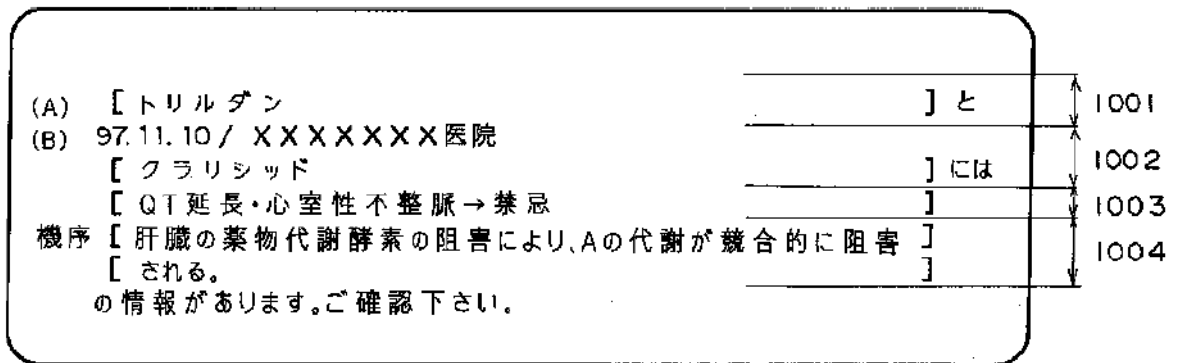 (A) [ トリルダン ] と 1001
(B) 97.11.10/ XXXXXXX医院 1002
[ クラリシッド ] には
[ QT延長・心室性不整脈→禁忌 ] 1003
機序 [ 肝臓の薬物代謝酵素の阻害により、Aの代謝が競合的に阻害 ] 1004
[ される。 ]
の情報があります。ご確認下さい.